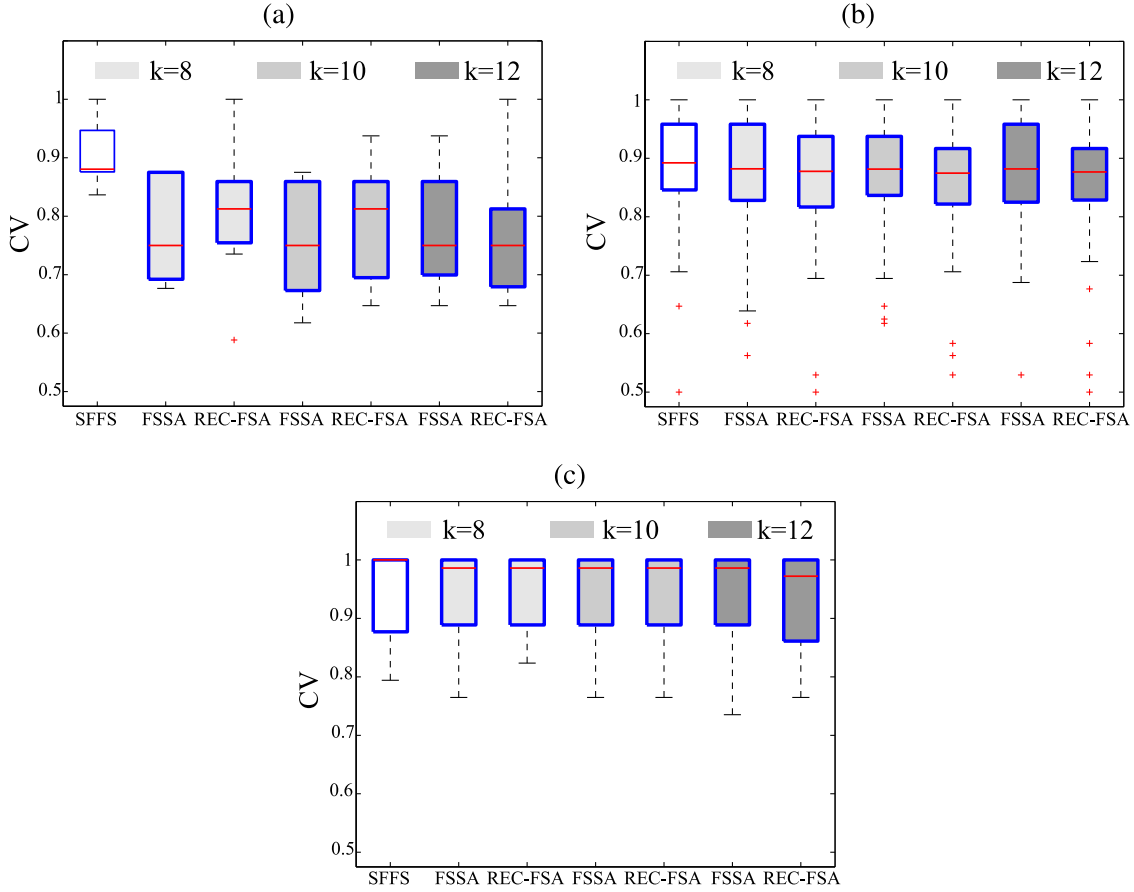 (a)
k=8 k=10 k=12
1
0.9
0.8
0.7
0.6
0.5
CV
SFFS FSSA REC-FSA FSSA REC-FSA FSSA REC-FSA
(b)
k=8 k=10 k=12
1
0.9
0.8
0.7
0.6
0.5
CV
SFFS FSSA REC-FSA FSSA REC-FSA FSSA REC-FSA
(c)
k=8 k=10 k=12
1
0.9
0.8
0.7
0.6
0.5
CV
SFFS FSSA REC-FSA FSSA REC-FSA FSSA REC-FSA